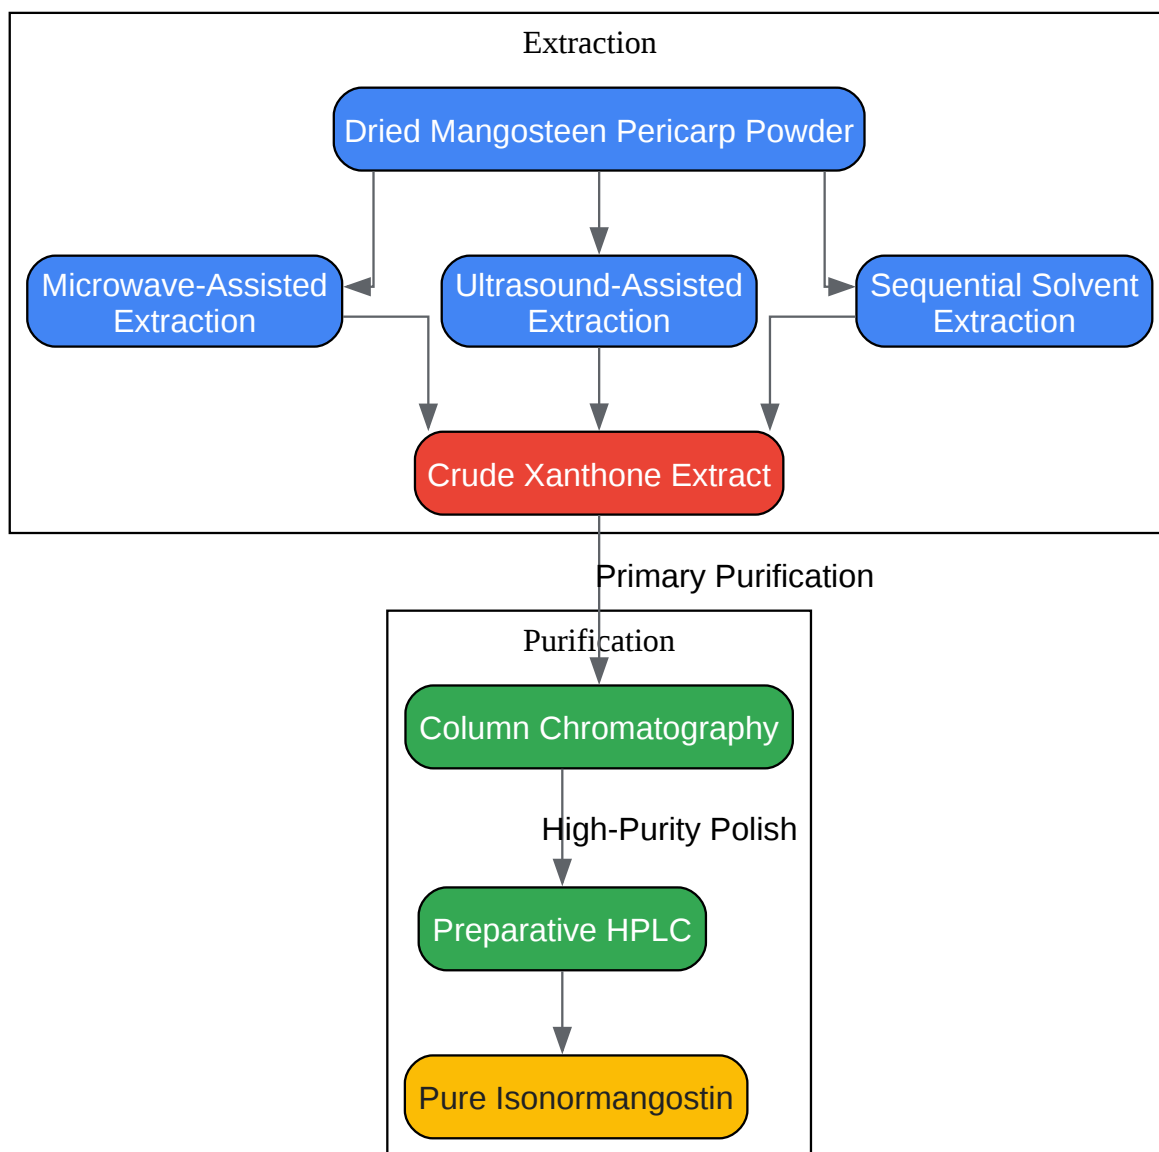 Extraction
Dried Mangosteen Pericarp Powder
Microwave-Assisted
Extraction
Ultrasound-Assisted
Extraction
Sequential Solvent
Extraction
Crude Xanthone Extract
Primary Purification
Purification
Column Chromatography
High-Purity Polish
Preparative HPLC
Pure Isonormangostin